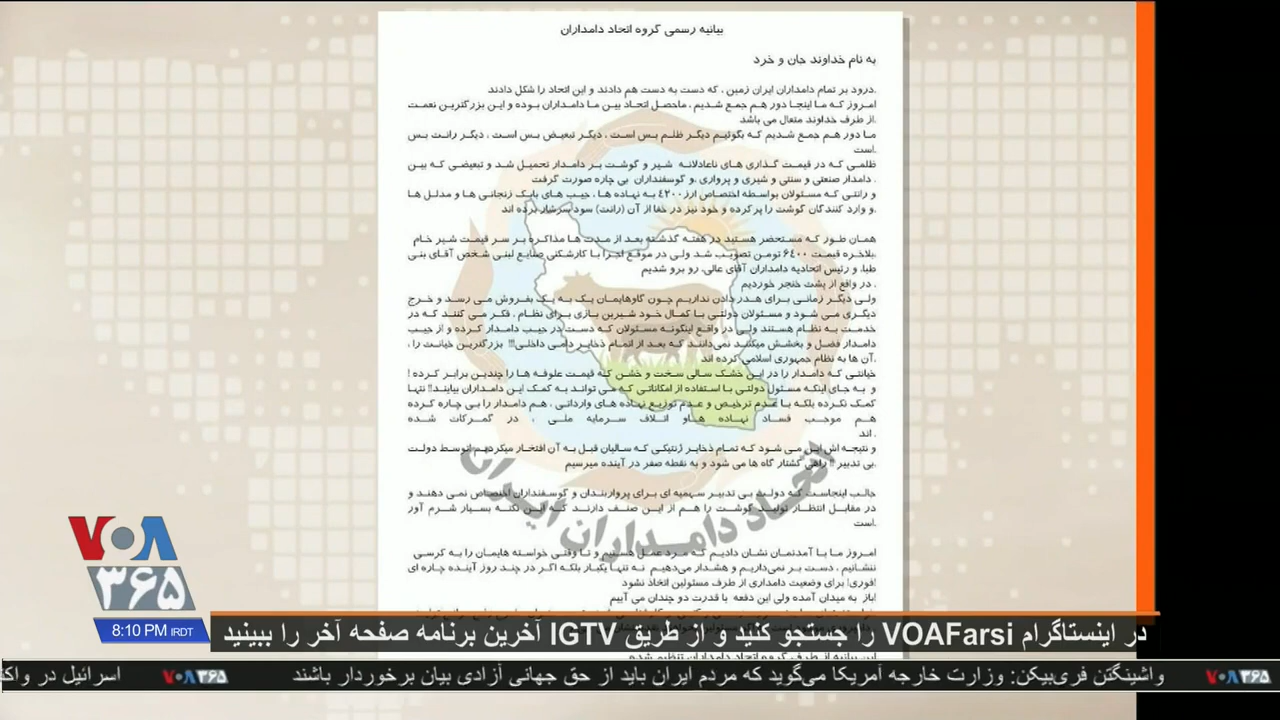 بیانیه رسمی گروه اتحاد دامداران
به نام خداوند جان و خرد
درود بر تمام دامداران ایران زمین ، که دست به دست هم دادند و این اتحاد را شکل دادند.
امروز که ما اینجا دور هم جمع شدیم ، ماحصل اتحاد بین ما دامداران بوده و این بزرگترین نعمت
از طرف خداوند متعال می باشد.
ما دور هم جمع شدیم که بگوئیم دیگر ظلم بس است ، دیگر تبعیض بس است ، دیگر رانت بس
است.
ظلمی که در قیمت گذاری های ناعادلانه شیر و گوشت بر دامدار تحمیل شد و تبعیضی که بین
دامدار صنعتی و سنتی و شیری و پرواری ،و گوسفنداران بی چاره صورت گرفت .
و رانتی که مسئولان بواسطه اختصاص ارز۴۲۰۰ به نهاده ها ، جیب های بابک زنجانی ها و مدلل ها
و وارد کنندگان گوشت را پرکرده و خود نیز در خفا از آن (رانت) سود سرشار برده اند.
همان طور که مستحضر هستید در هفته گذشته بعد از مدت ها مذاکره بر سر قیمت شیر خام
بلاخره قیمت ۶۴۰۰ تومن تصویب شد ولی در موقع اجرا با کارشکنی صنایع لبنی شخص آقای بنی.
طبا، و رئیس اتحادیه دامداران آقای عالی، رو برو شدیم
در واقع از پشت خنجر خوردیم .
ولی دیگر زمانی برای هدر دادن نداریم چون گاوهایمان یک به یک بفروش می رسد و خرج
دیگری می شود و مسئولان دولتی با کمال خود شیرین بازی برای نظام ، فکر می کنند که در
خدمت به نظام هستند ولی در واقع اینگونه مسئولان که دست در جیب دامدار کرده و از جیب
دامدار فضل و بخشش میکنند نمی‌دانند که بعد از اتمام ذخایر دامی داخلی!!! بزرگترین خیانت را ،
آن ها به نظام جمهوری اسلامی کرده اند.
خیانتی که دامدار را در این خشک سالی سخت و خشن که قیمت علوفه ها را چندین برابر کرده !
و به جای اینکه مسئول دولتی با استفاده از امکاناتی که می تواند به کمک این دامداران بیایند!! نتنها
کمک نکرده بلکه با عدم ترخیص و عدم توزیع نهاده های وارداتی ، هم دامدار را بی چاره کرده
هم موجب فساد نهاده هاو اتلاف سرمایه ملی ، در گمرکات شده
اند .
و نتیجه اش این می شود که تمام ذخایر ژنتیکی که سالیان قبل به آن افتخار میکردیم توسط دولت
بی تدبیر !! راهی کشتار گاه ها می شود و به نقطه صفر در آینده میرسیم.
جالب اینجاست که دولت بی تدبیر سهمیه ای برای پرواربندان و گوسفنداران اختصاص نمی دهند و
در مقابل انتظار تولید گوشت را هم از این صنف دارند که این نکته بسیار شرم آور
است.
امروز ما با آمدنمان نشان دادیم که مرد عمل هستیم و تا وقتی خواسته هایمان را به کرسی
ننشانیم ، دست بر نمی‌داریم و هشدار می‌دهیم نه تنها یکبار بلکه اگر در چند روز آینده چاره ای
فوری! برای وضعیت دامداری از طرف مسئولین اتخاذ نشود!
باز به میدان آمده ولی این دفعه با قدرت دو چندان می آییم!
این بیانیه از طرف گروه اتحاد دامداران تنظیم شده
اتحاد دامداران ایران
VOA
۳۶۵
8:10 PM IRDT
در اینستاگرام VOAFarsi را جستجو کنید و از طریق IGTV آخرین برنامه صفحه آخر را ببینید
VOA۳۶۵ واشینگتن فری‌بیکن: وزارت خارجه آمریکا می‌گوید که مردم ایران باید از حق جهانی آزادی بیان برخوردار باشند VOA۳۶۵ اسرائیل در